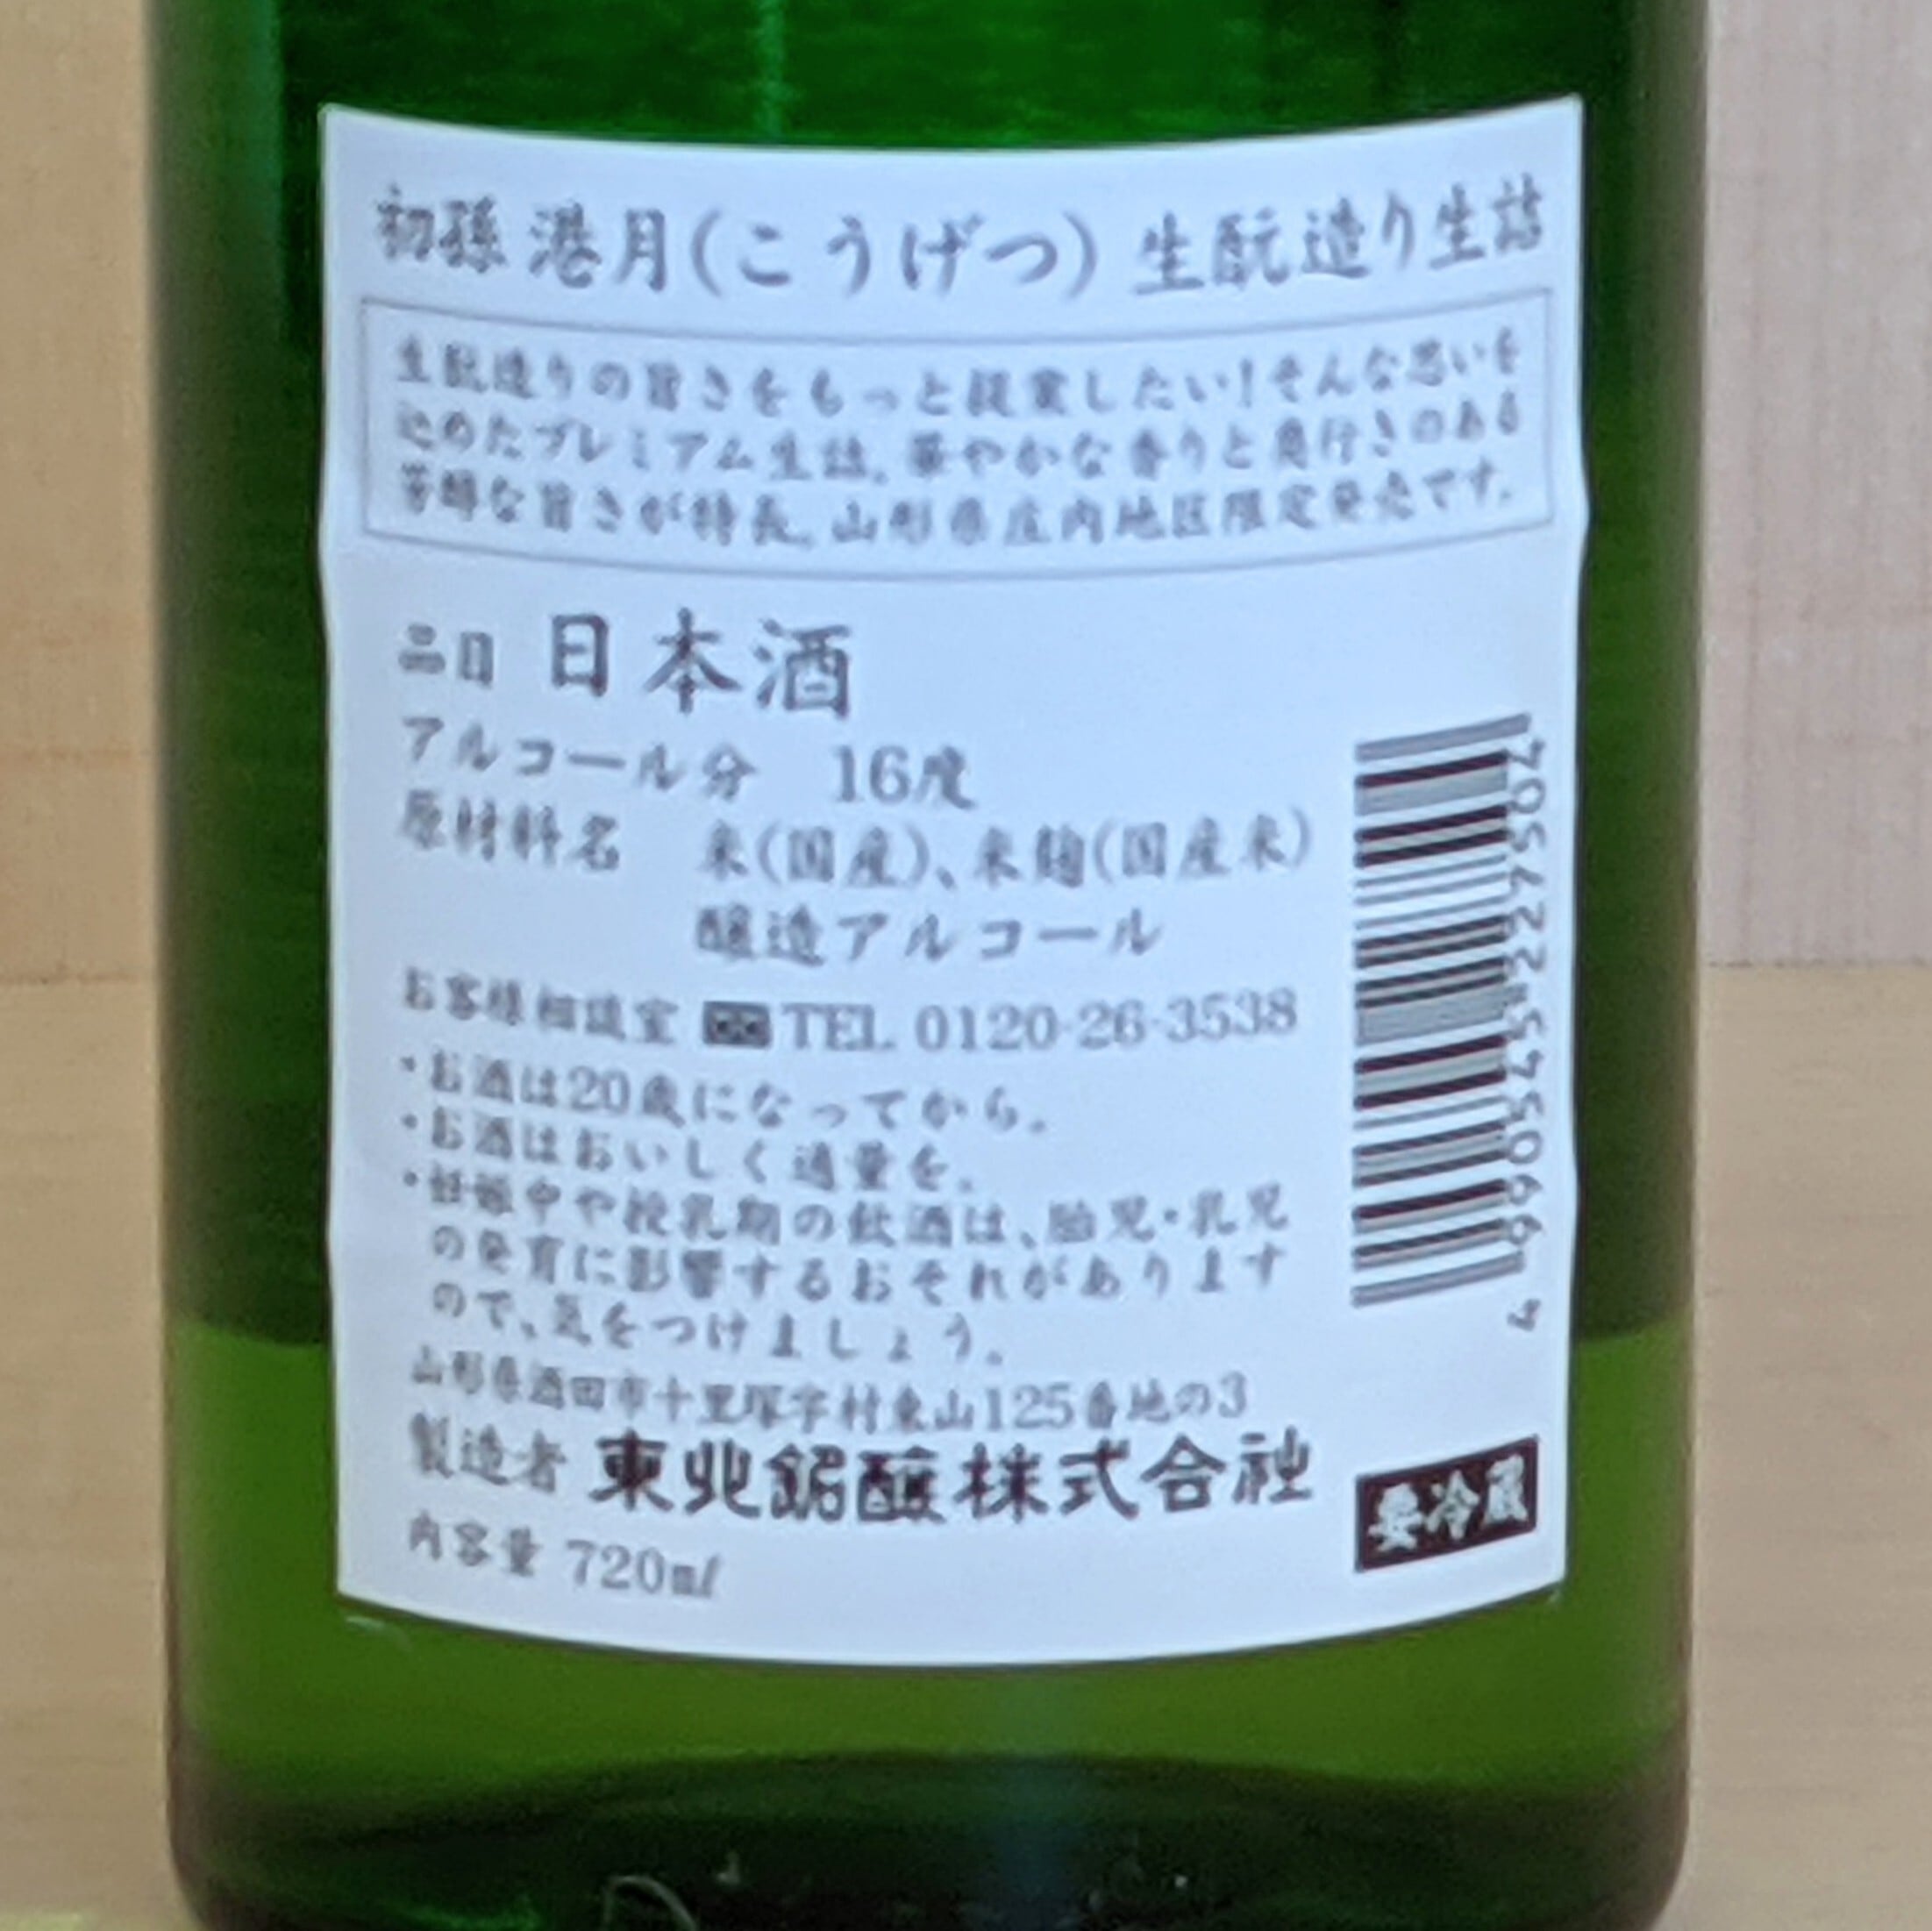 初孫 港月(こうげつ) 生酛造り生詰
生酛造りの旨さをもっと提案したい!そんな思いを
込めたプレミアム生詰。華やかな香りと奥行きのある
芳醇な旨さが特長。山形県庄内地区限定発売です。
品目 日本酒
アルコール分 16度
原材料名 米(国産)、米麹(国産米)
醸造アルコール
お客様相談室 TEL 0120-26-3538
・お酒は20歳になってから。
・お酒はおいしく適量を。
・妊娠中や授乳期の飲酒は、胎児・乳児
の発育に影響するおそれがあります
ので、気をつけましょう。
山形県酒田市十里塚字村東山125番地の3
製造者 東北銘醸株式会社
内容量 720mℓ
要冷蔵